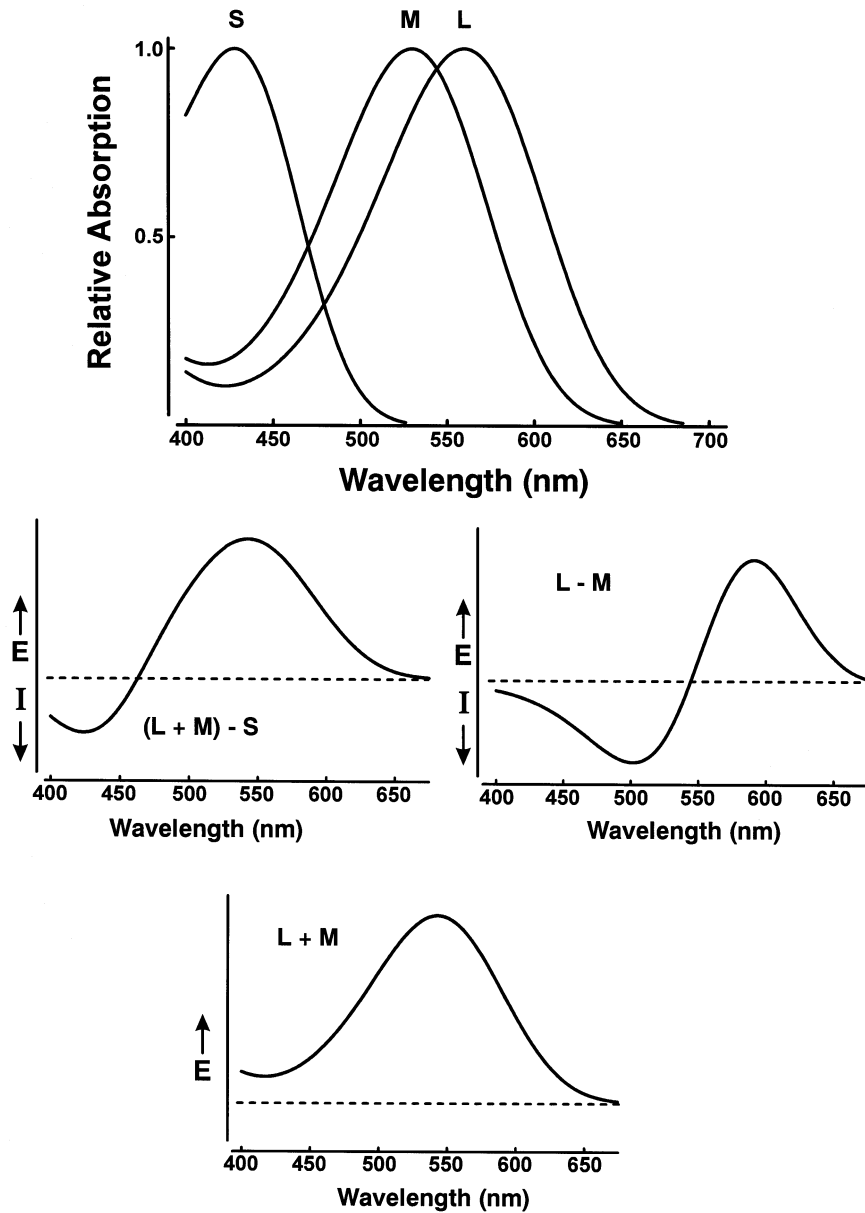 S M L
1.0
0.5
Relative Absorption
400 450 500 550 600 650 700
Wavelength (nm)
E
I
(L + M) - S
400 450 500 550 600 650
Wavelength (nm)
L - M
E
I
400 450 500 550 600 650
Wavelength (nm)
L + M
E
400 450 500 550 600 650
Wavelength (nm)